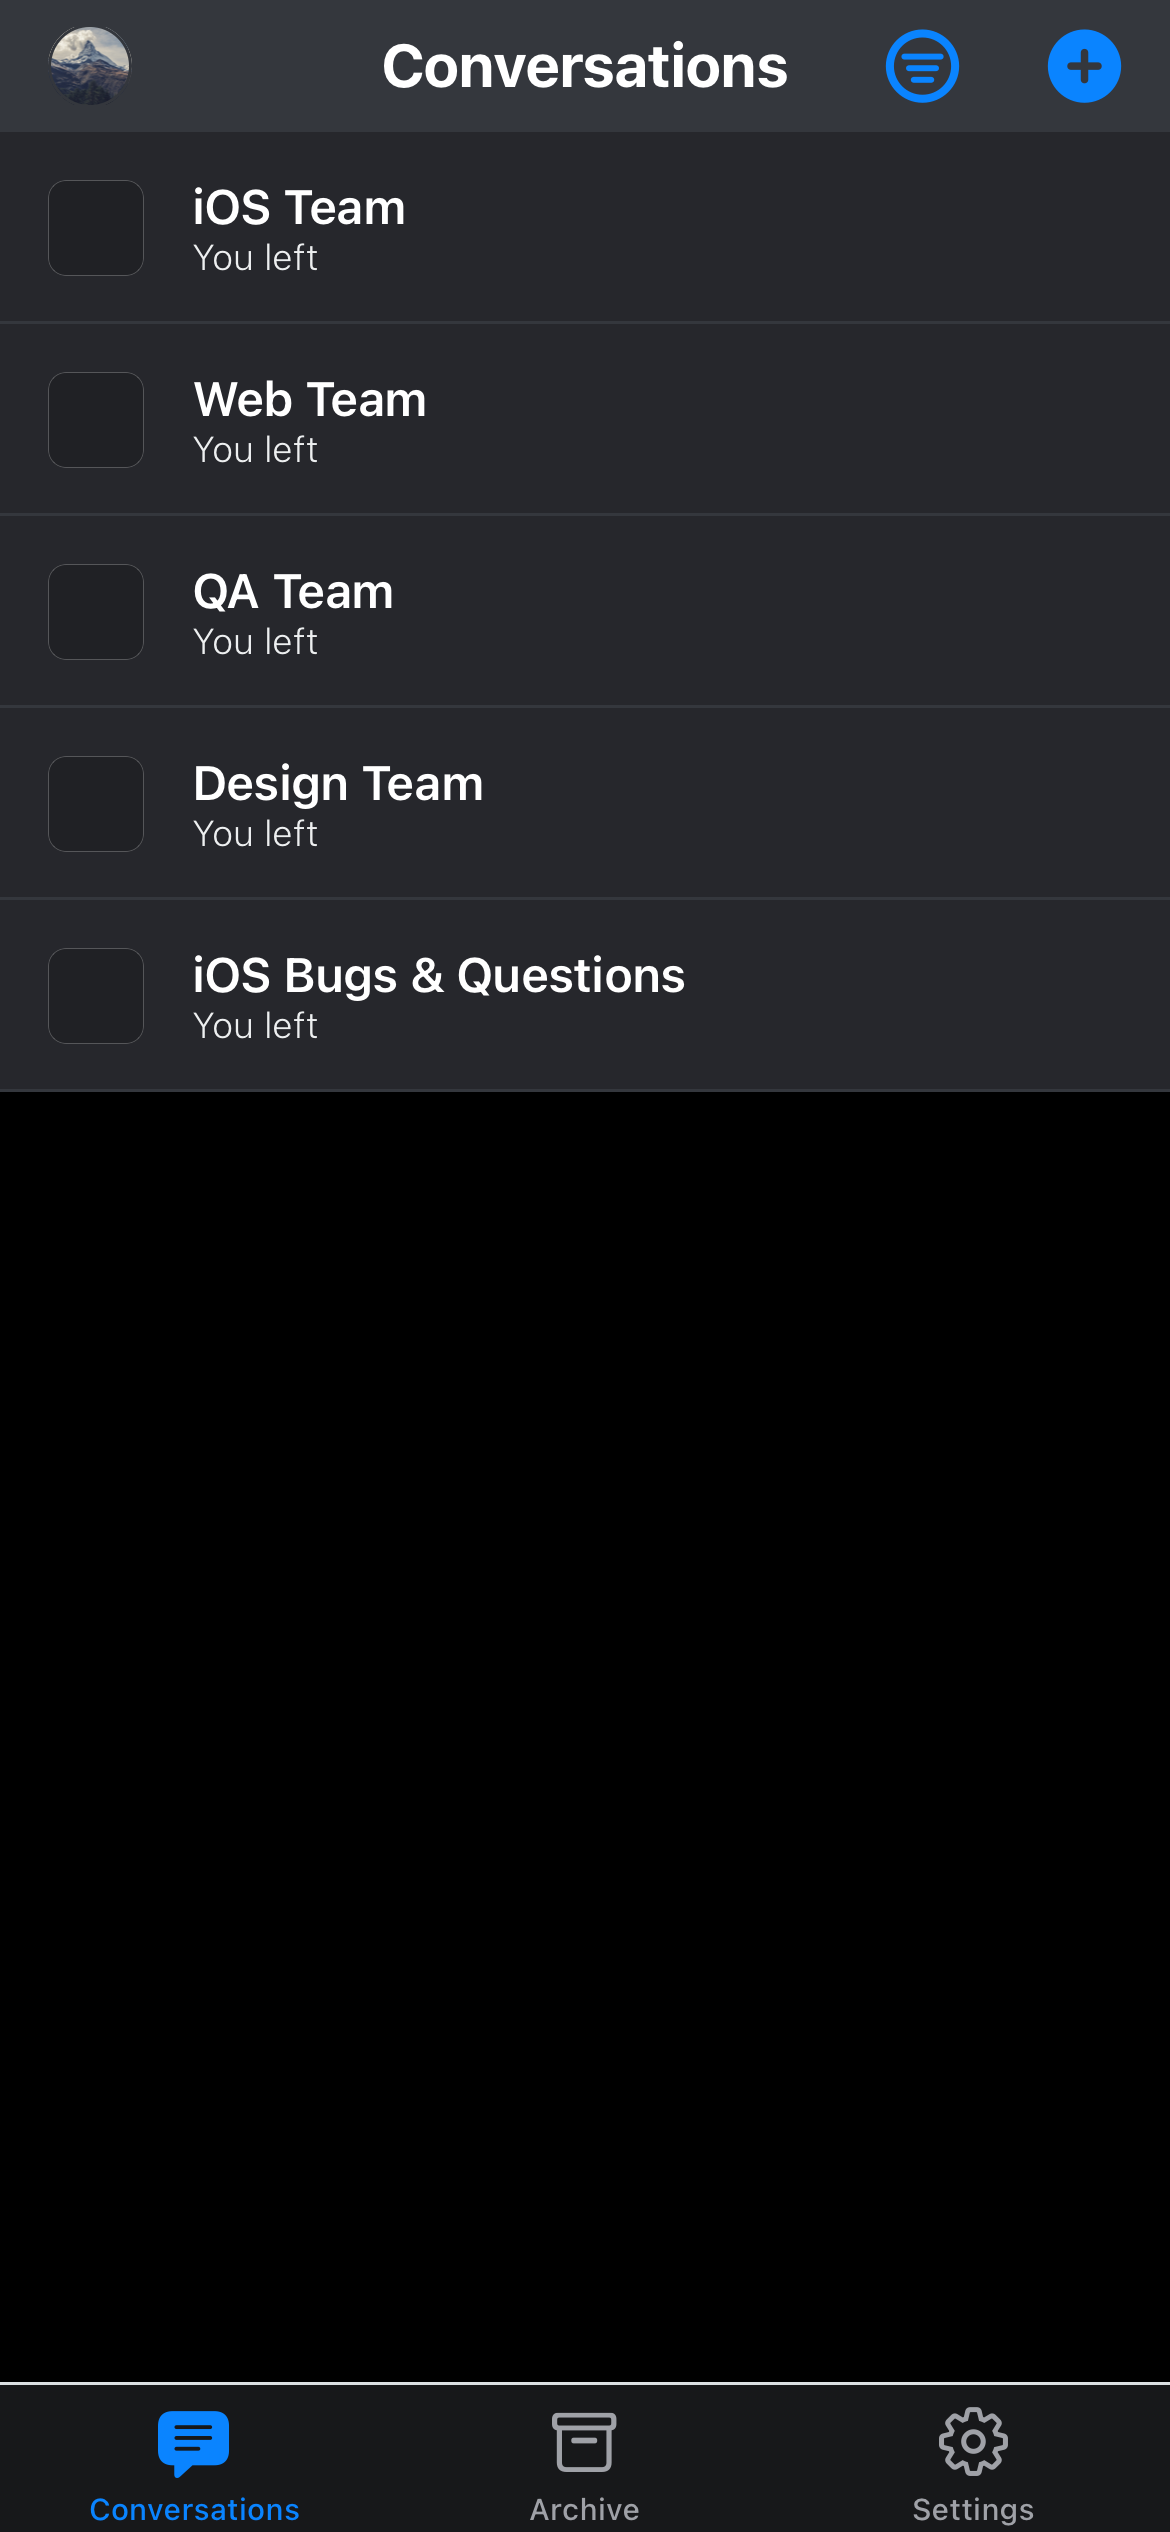 Conversations
iOS Team
You left
Web Team
You left
QA Team
You left
Design Team
You left
iOS Bugs & Questions
You left
Conversations
Archive
Settings